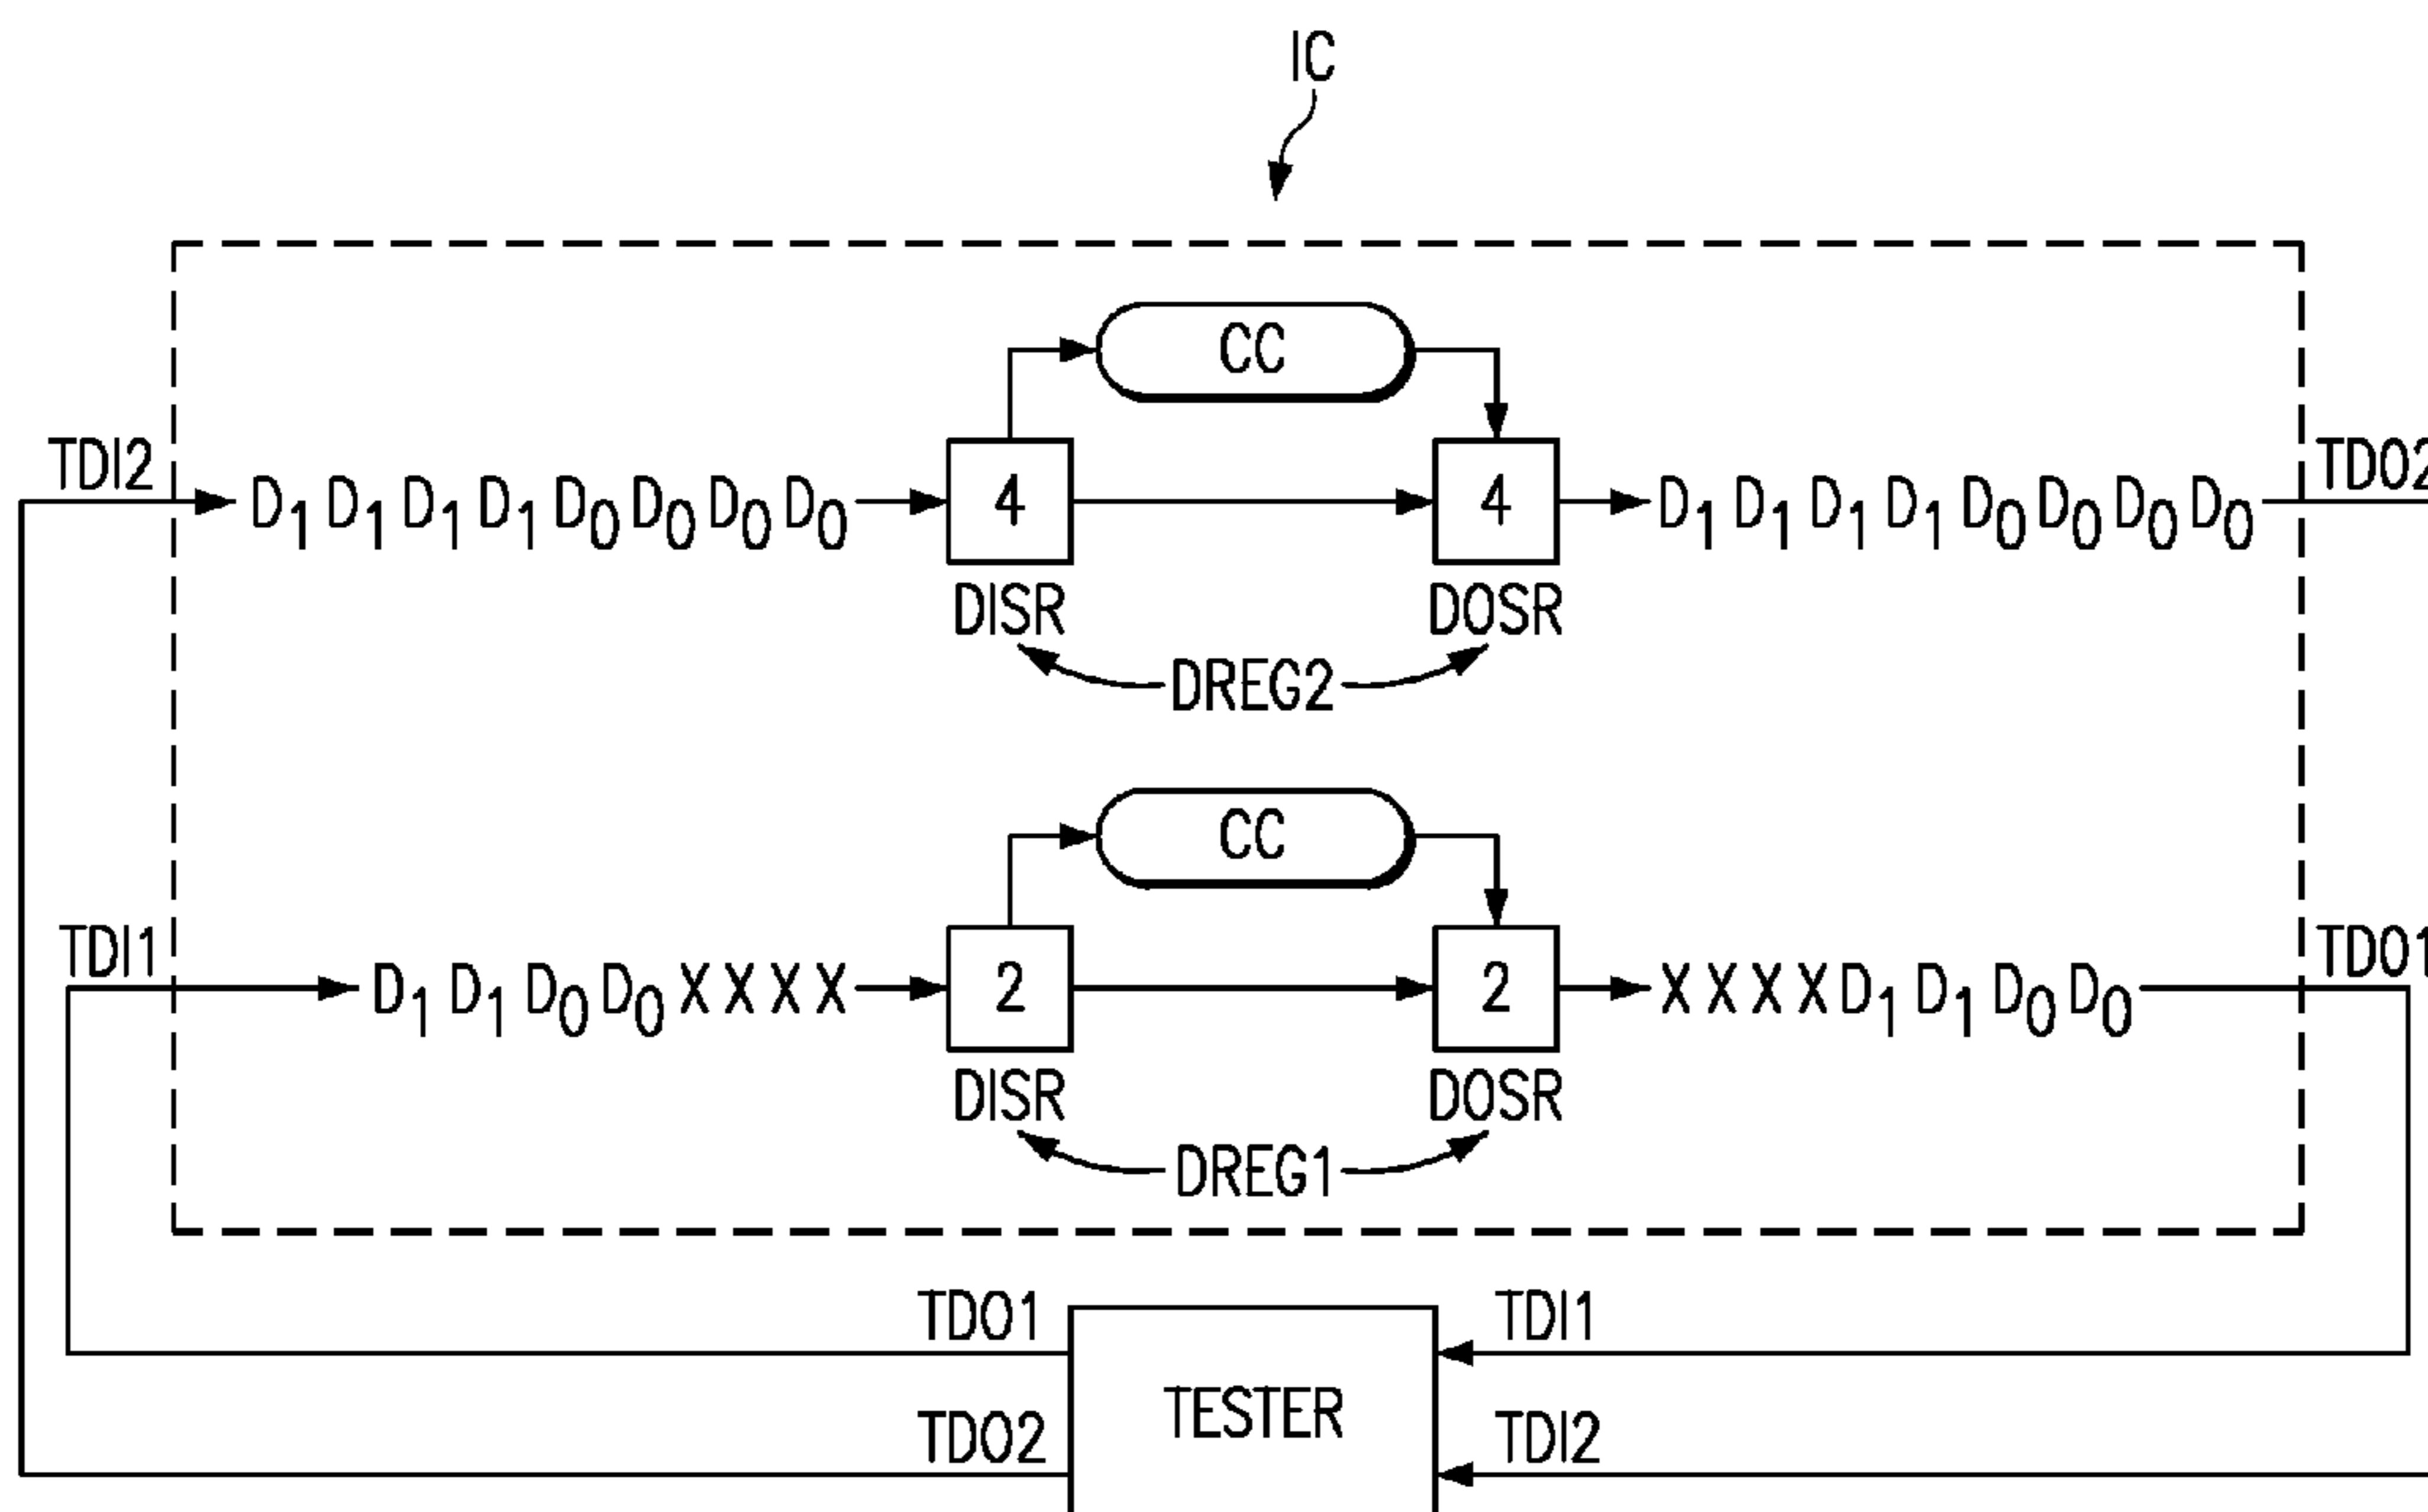 IC
CC
TDI2
D1 D1 D1 D1 D0 D0 D0 D0
4
4
D1 D1 D1 D1 D0 D0 D0 D0
TDO2
DISR
DOSR
DREG2
CC
TDI1
D1 D1 D0 D0 X X X X
2
2
X X X X D1 D1 D0 D0
TDO1
DISR
DOSR
DREG1
TDO1
TDI1
TESTER
TDO2
TDI2